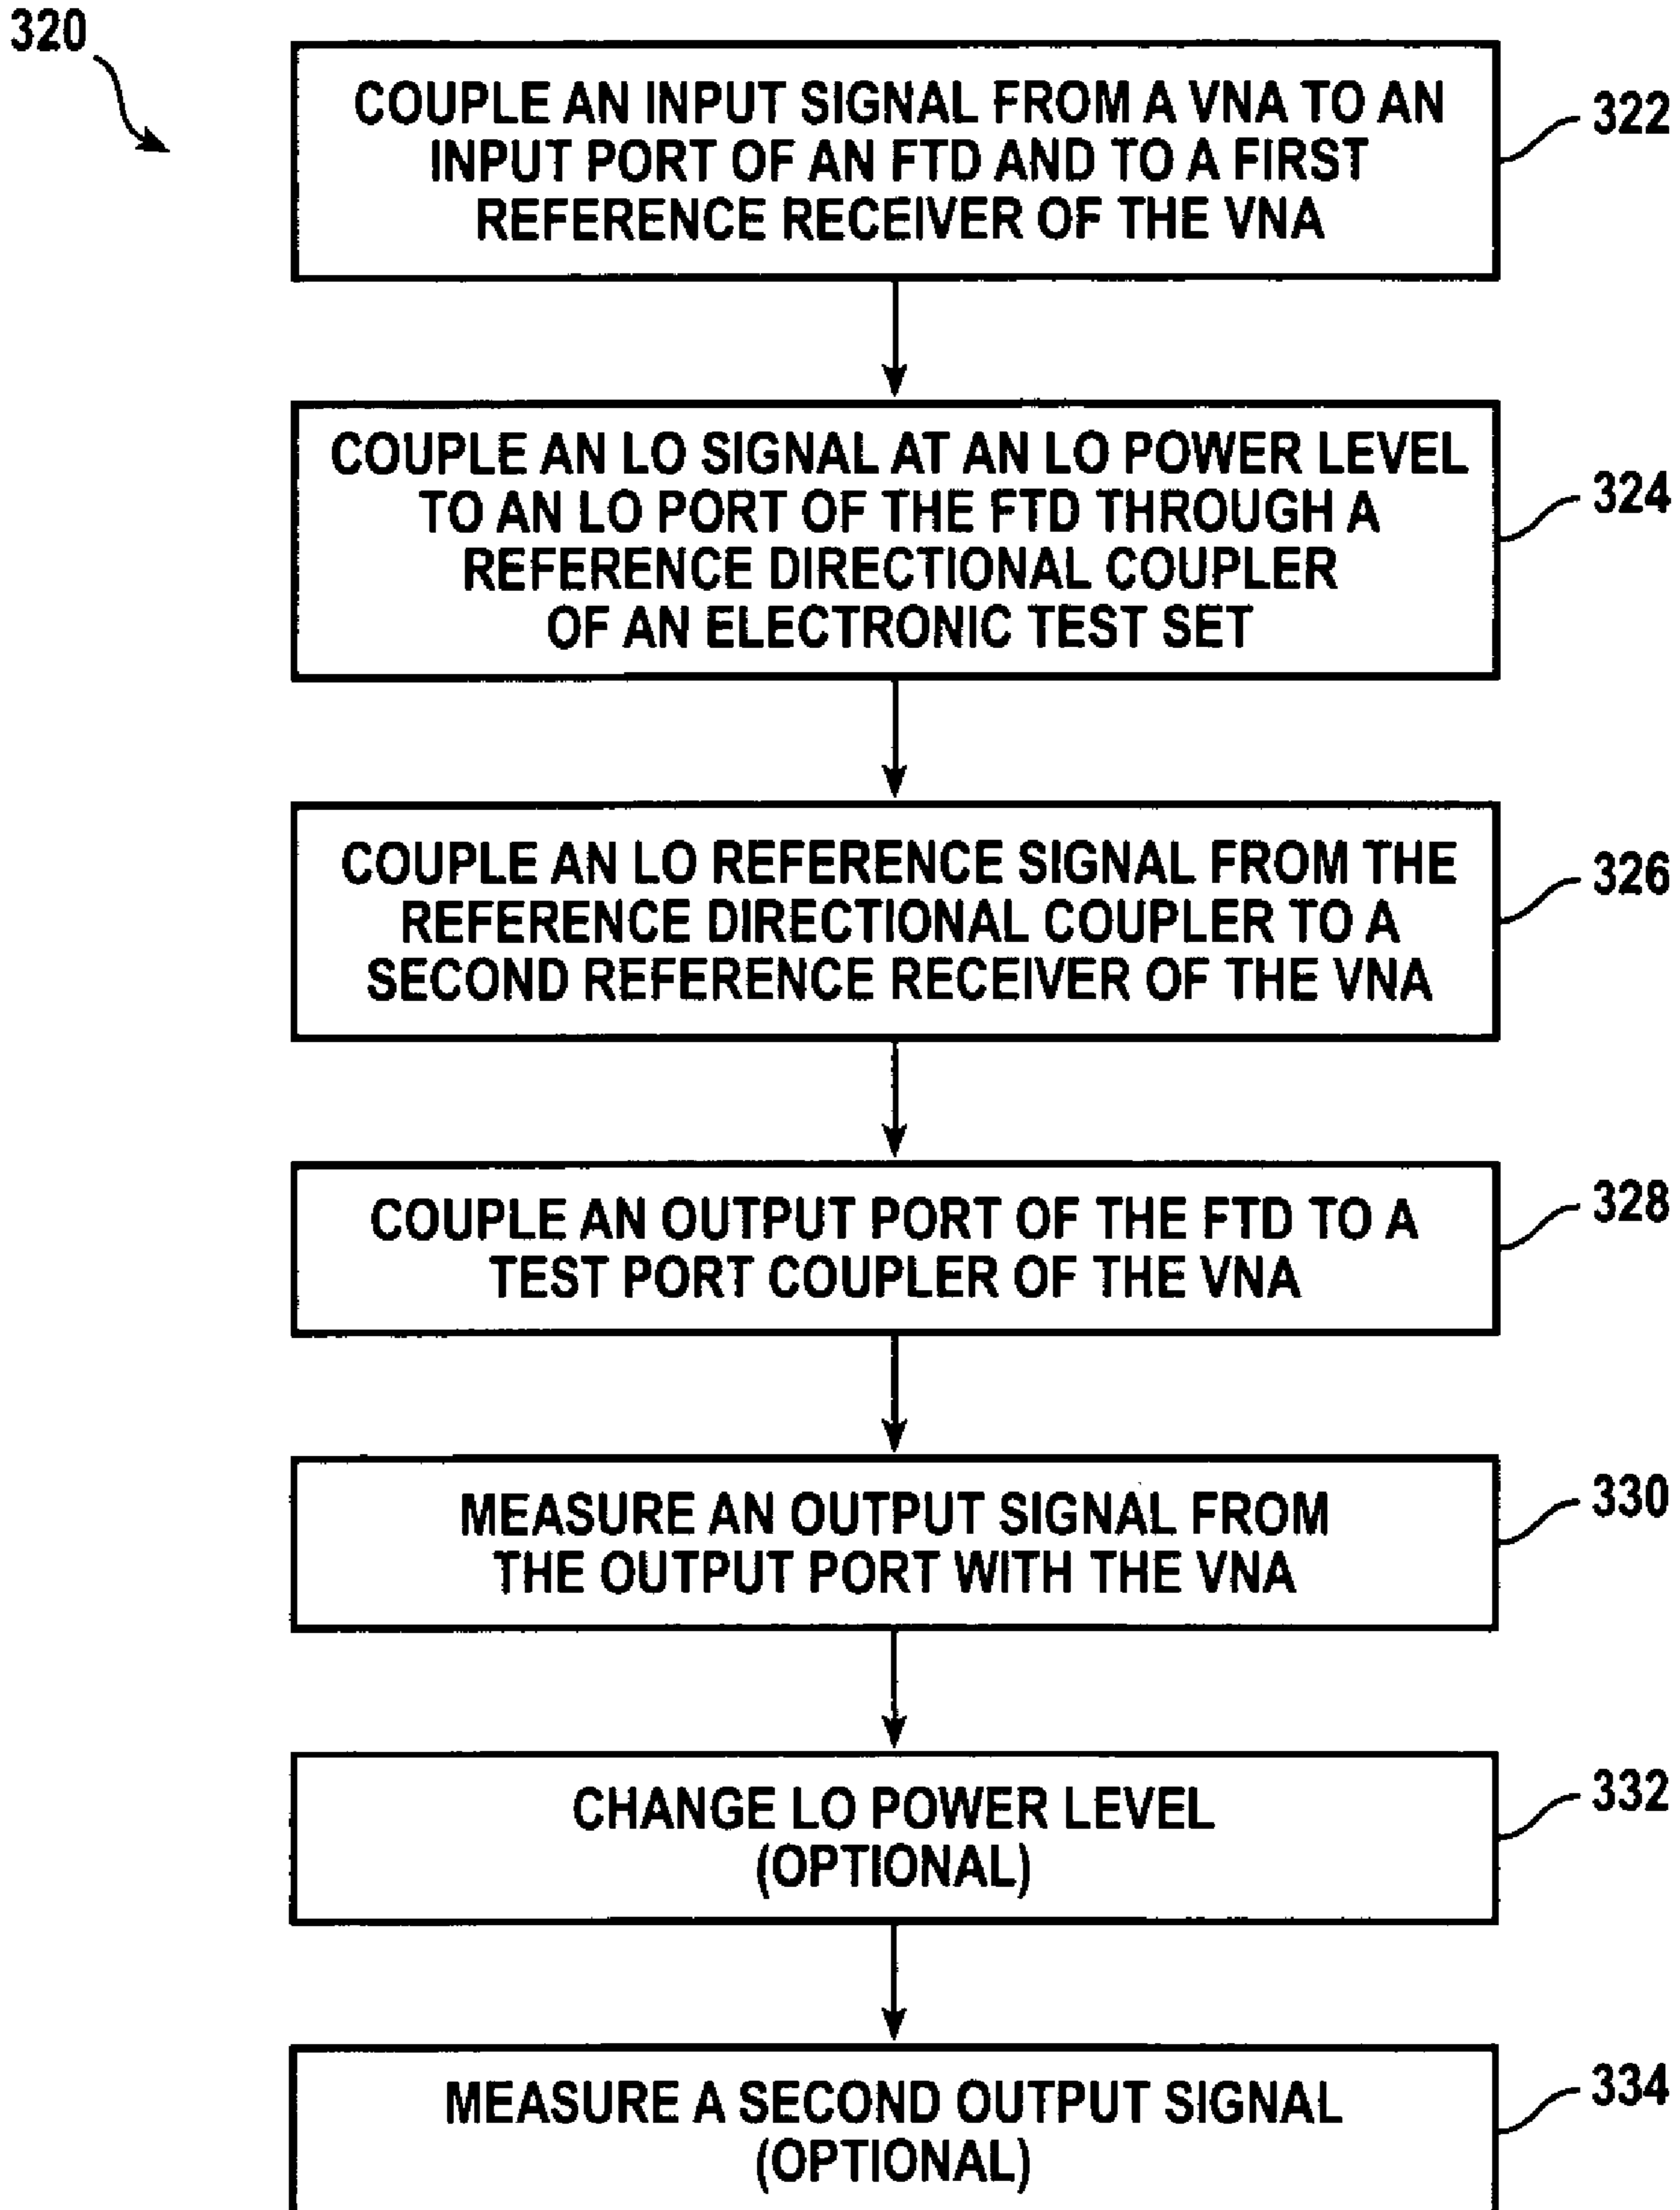 320
COUPLE AN INPUT SIGNAL FROM A VNA TO AN
INPUT PORT OF AN FTD AND TO A FIRST
REFERENCE RECEIVER OF THE VNA
322
COUPLE AN LO SIGNAL AT AN LO POWER LEVEL
TO AN LO PORT OF THE FTD THROUGH A
REFERENCE DIRECTIONAL COUPLER
OF AN ELECTRONIC TEST SET
324
COUPLE AN LO REFERENCE SIGNAL FROM THE
REFERENCE DIRECTIONAL COUPLER TO A
SECOND REFERENCE RECEIVER OF THE VNA
326
COUPLE AN OUTPUT PORT OF THE FTD TO A
TEST PORT COUPLER OF THE VNA
328
MEASURE AN OUTPUT SIGNAL FROM
THE OUTPUT PORT WITH THE VNA
330
CHANGE LO POWER LEVEL
(OPTIONAL)
332
MEASURE A SECOND OUTPUT SIGNAL
(OPTIONAL)
334